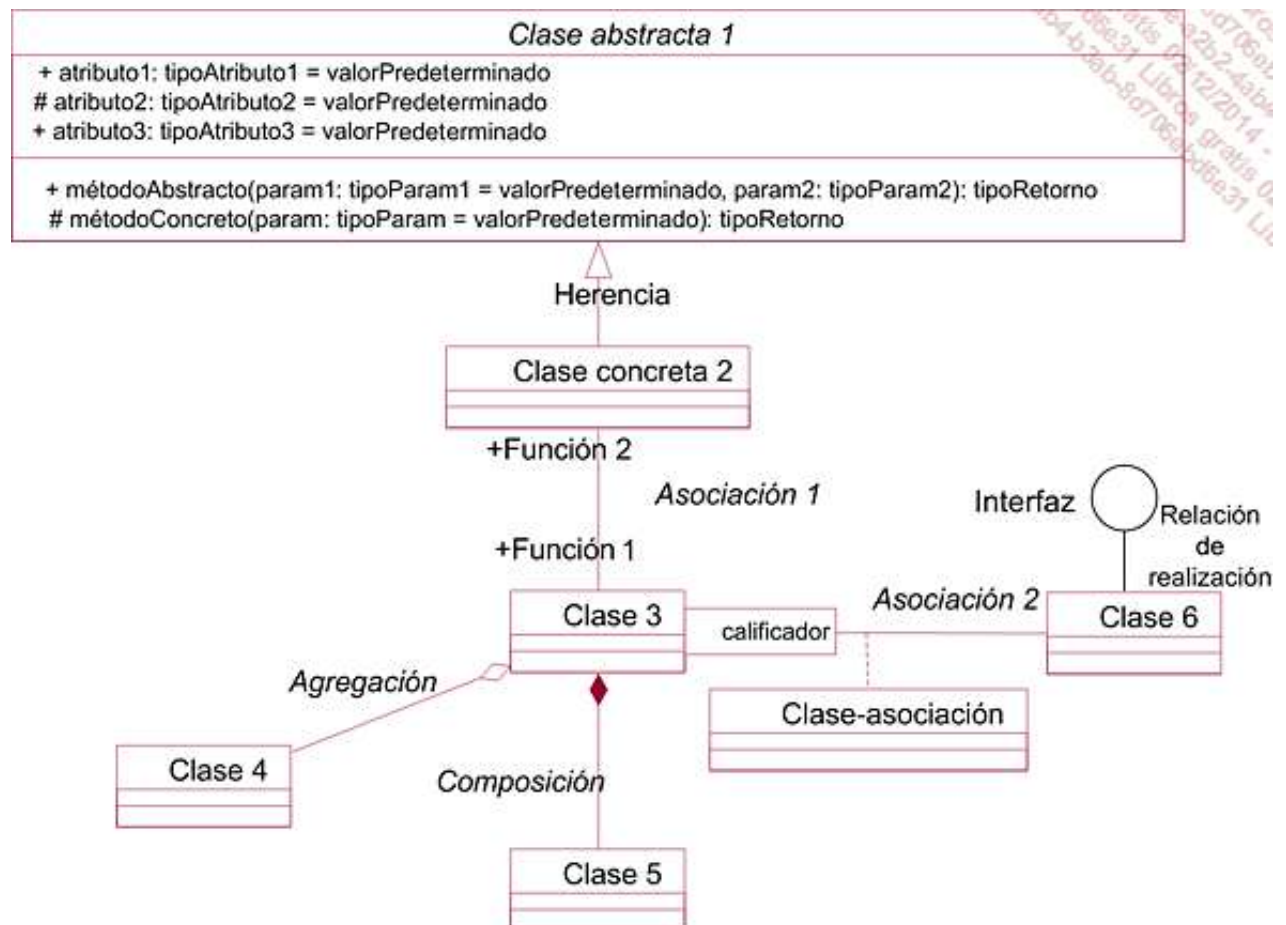 Clase abstracta 1
+ atributo1: tipoAtributo1 = valorPredeterminado
# atributo2: tipoAtributo2 = valorPredeterminado
+ atributo3: tipoAtributo3 = valorPredeterminado
+ métodoAbstracto(param1: tipoParam1 = valorPredeterminado, param2: tipoParam2): tipoRetorno
# métodoConcreto(param: tipoParam = valorPredeterminado): tipoRetorno
Herencia
Clase concreta 2
+Función 2
Asociación 1
+Función 1
Interfaz
Relación
de
realización
Clase 3
calificador
Asociación 2
Clase 6
Agregación
Clase-asociación
Clase 4
Composición
Clase 5